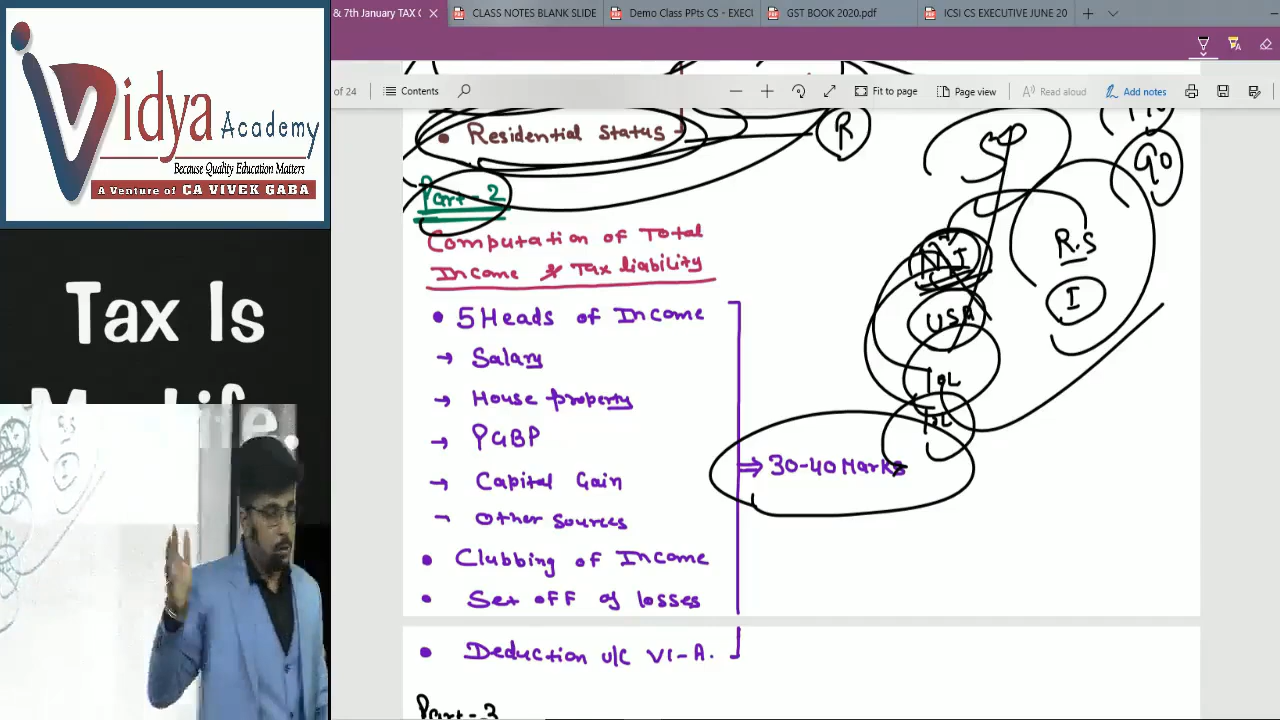 & 7th January TAX C
CLASS NOTES BLANK SLIDE
Demo Class PPts CS - EXECU
GST BOOK 2020.pdf
ICSI CS EXECUTIVE JUNE 20
of 24
Contents
Fit to page
Page view
Read aloud
Add notes
Vidya Academy
Because Quality Education Matters
A Venture of CA VIVEK GABA
Tax Is
My Life.
• Residential Status
R
Part-2
Computation of Total
Income & Tax liability
• 5 Heads of Income
→ Salary
→ House property
→ PGBP
→ Capital Gain
→ Other sources
• Clubbing of Income
• Set off of losses
• Deduction u/c VI-A.
⇒ 30-40 Marks
90
R.S
I
USA
Part-3